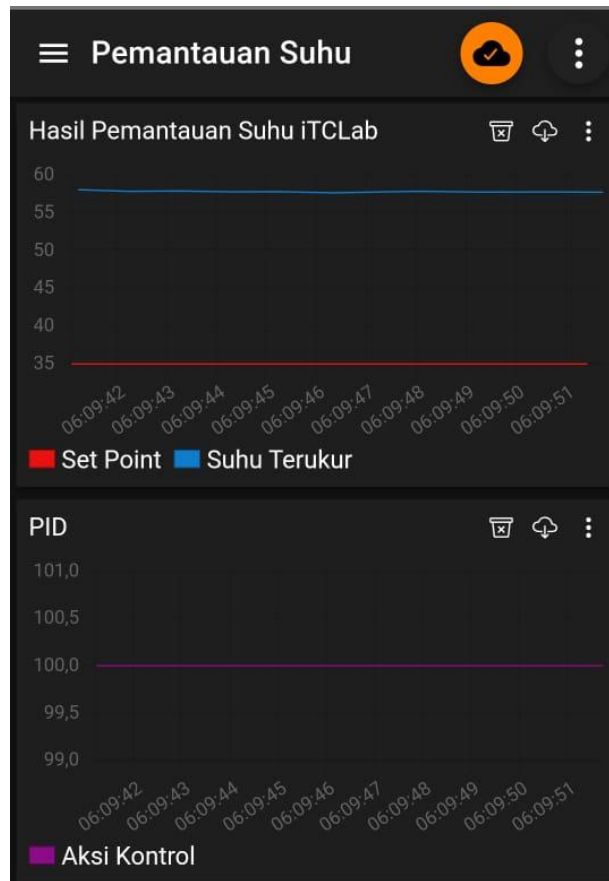 Pemantauan Suhu
Hasil Pemantauan Suhu iTCLab
60
55
50
45
40
35
06:09:42 06:09:43 06:09:44 06:09:45 06:09:46 06:09:47 06:09:48 06:09:49 06:09:50 06:09:51
Set Point Suhu Terukur
PID
101,0
100,5
100,0
99,5
99,0
06:09:42 06:09:43 06:09:44 06:09:45 06:09:46 06:09:47 06:09:48 06:09:49 06:09:50 06:09:51
Aksi Kontrol